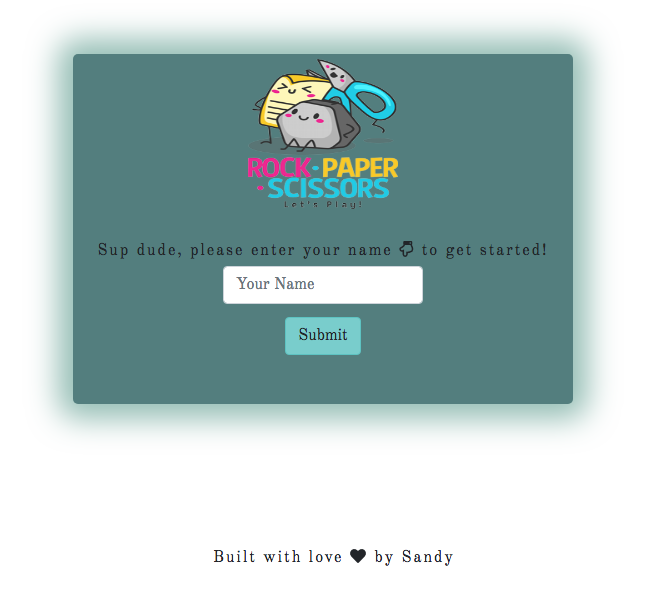 ROCK • PAPER
• SCISSORS
Let's Play!
Sup dude, please enter your name to get started!
Your Name
Submit
Built with love ♥ by Sandy